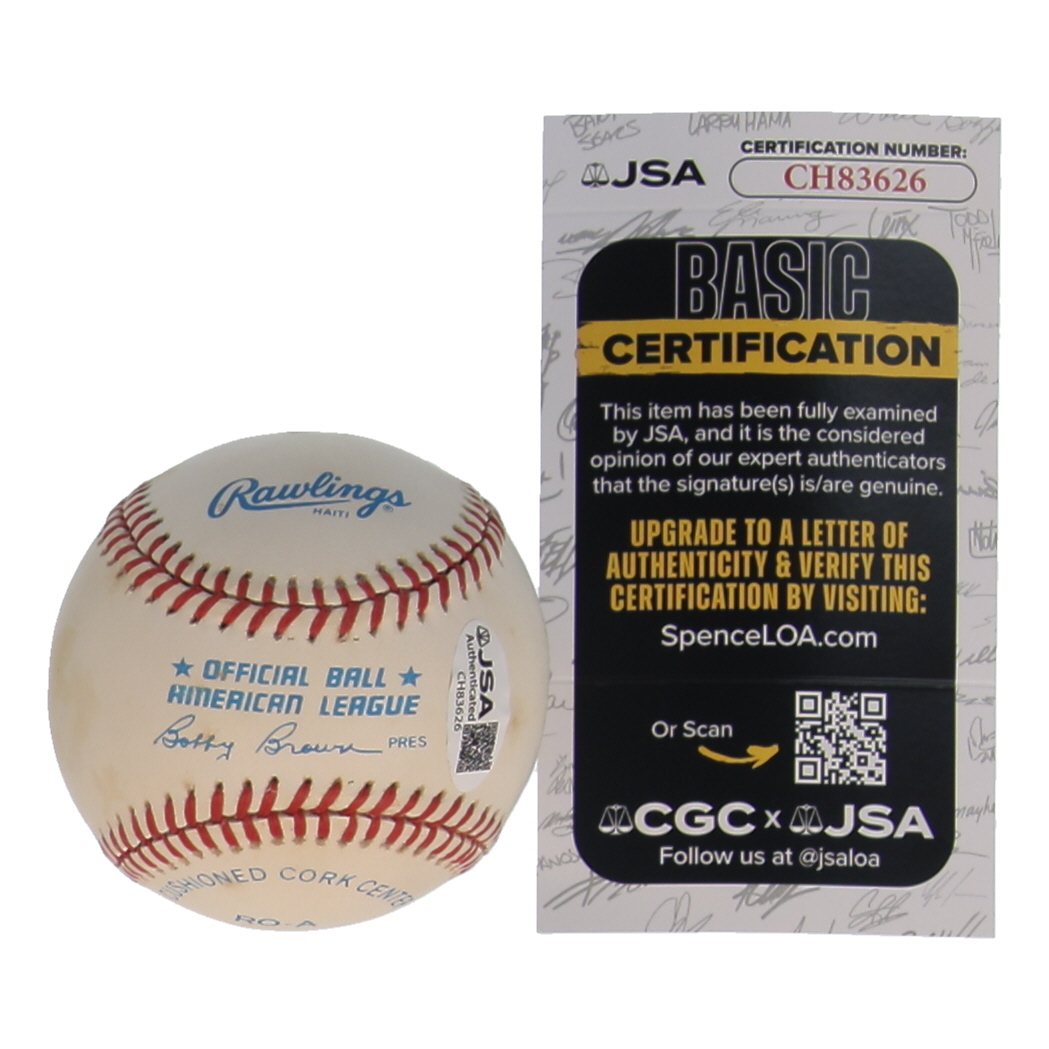 Rawlings®
HAITI
★ OFFICIAL BALL ★
AMERICAN LEAGUE
Bobby Brown PRES
CUSHIONED CORK CENTER
RO-A
JSA
Authenticated
CH83626
LARRY HAMA
JSA
CERTIFICATION NUMBER:
CH83626
BASIC
CERTIFICATION
This item has been fully examined
by JSA, and it is the considered
opinion of our expert authenticators
that the signature(s) is/are genuine.
UPGRADE TO A LETTER OF
AUTHENTICITY & VERIFY THIS
CERTIFICATION BY VISITING:
SpenceLOA.com
Or Scan
CGC x JSA
Follow us at @jsaloa